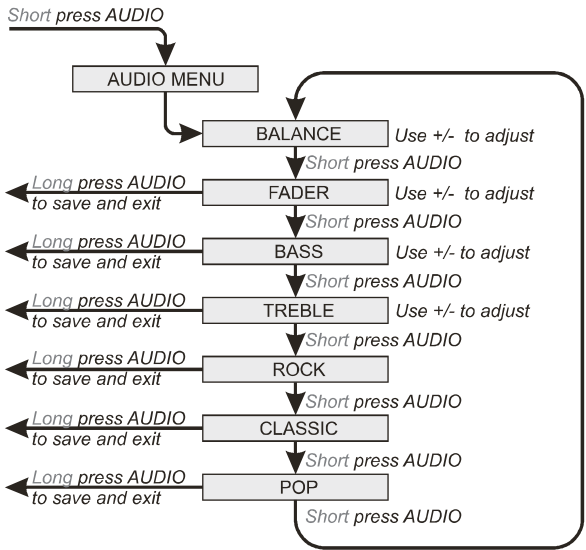 Short press AUDIO
AUDIO MENU
BALANCE Use +/- to adjust
Short press AUDIO
Long press AUDIO
to save and exit
FADER Use +/- to adjust
Short press AUDIO
Long press AUDIO
to save and exit
BASS Use +/- to adjust
Short press AUDIO
Long press AUDIO
to save and exit
TREBLE Use +/- to adjust
Short press AUDIO
Long press AUDIO
to save and exit
ROCK
Short press AUDIO
Long press AUDIO
to save and exit
CLASSIC
Short press AUDIO
Long press AUDIO
to save and exit
POP
Short press AUDIO